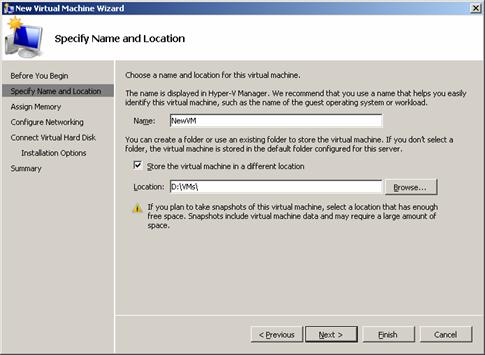 New Virtual Machine Wizard
Specify Name and Location
Before You Begin
Specify Name and Location
Assign Memory
Configure Networking
Connect Virtual Hard Disk
Installation Options
Summary
Choose a name and location for this virtual machine.
The name is displayed in Hyper-V Manager. We recommend that you use a name that helps you easily
identify this virtual machine, such as the name of the guest operating system or workload.
Name: NewVM
You can create a folder or use an existing folder to store the virtual machine. If you don't select a
folder, the virtual machine is stored in the default folder configured for this server.
Store the virtual machine in a different location
Location: D:\VMs\ Browse...
If you plan to take snapshots of this virtual machine, select a location that has enough
free space. Snapshots include virtual machine data and may require a large amount of
space.
< Previous Next > Finish Cancel